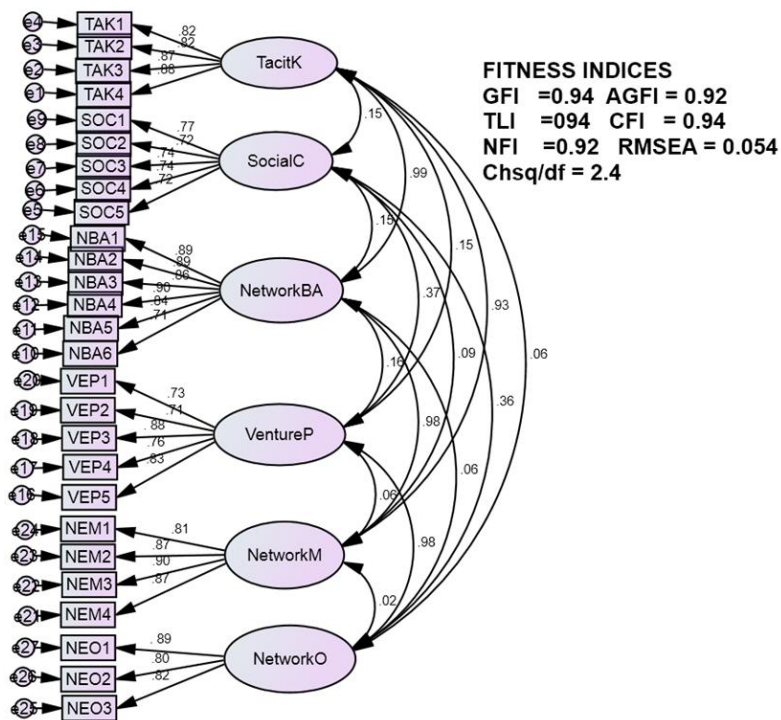 e4 TAK1
e3 TAK2
e2 TAK3
e1 TAK4
.82
.82
.87
.88
TacitK
e9 SOC1
e8 SOC2
e7 SOC3
e6 SOC4
e5 SOC5
.77
.72
.74
.74
.72
SocialC
e15 NBA1
e14 NBA2
e13 NBA3
e12 NBA4
e11 NBA5
e10 NBA6
.89
.89
.86
.90
.84
.71
NetworkBA
e20 VEP1
e19 VEP2
e18 VEP3
e17 VEP4
e16 VEP5
.73
.71
.88
.76
.83
VentureP
e24 NEM1
e23 NEM2
e22 NEM3
e21 NEM4
.81
.87
.90
.87
NetworkM
e27 NEO1
e26 NEO2
e25 NEO3
.89
.80
.82
NetworkO
.15
.99
.15
.15
.37
.93
.16
.09
.06
.36
.98
.06
.06
.98
.02
FITNESS INDICES
GFI =0.94 AGFI = 0.92
TLI =094 CFI = 0.94
NFI =0.92 RMSEA = 0.054
Chsq/df = 2.4